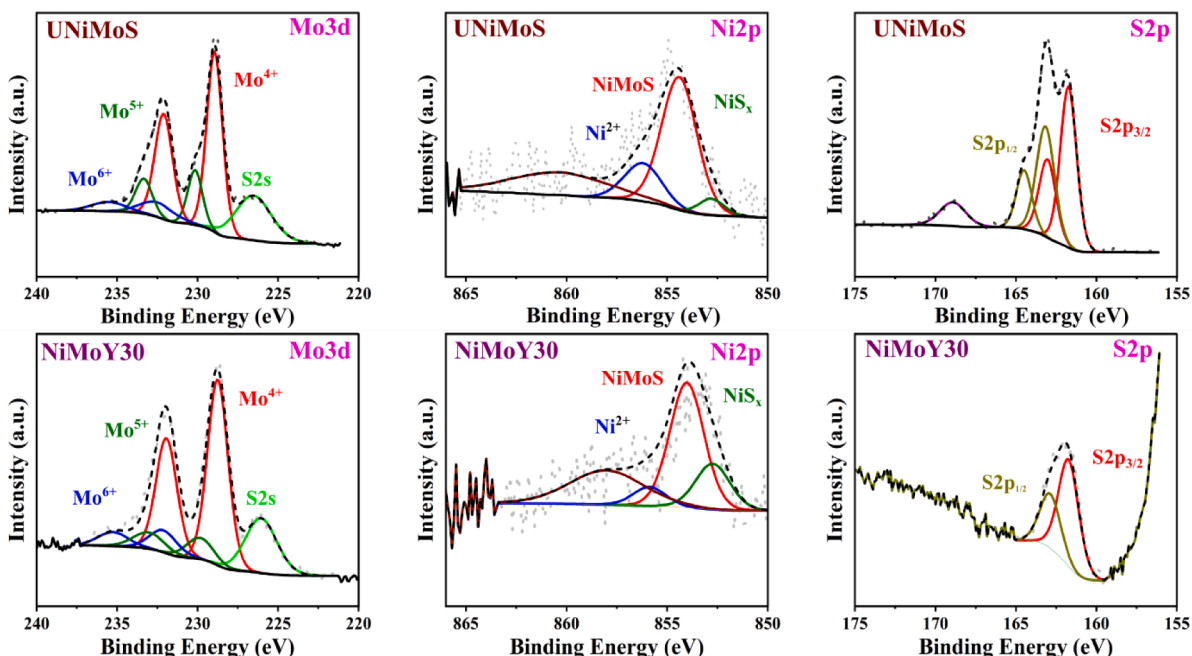 UNiMoS
Mo3d
Mo⁴⁺
Mo⁵⁺
Mo⁶⁺
S2s
Intensity (a.u.)
240 235 230 225 220
Binding Energy (eV)
UNiMoS
Ni2p
NiMoS
NiSₓ
Ni²⁺
Intensity (a.u.)
865 860 855 850
Binding Energy (eV)
UNiMoS
S2p
S2p₃/₂
S2p₁/₂
Intensity (a.u.)
175 170 165 160 155
Binding Energy (eV)
NiMoY30
Mo3d
Mo⁴⁺
Mo⁵⁺
Mo⁶⁺
S2s
Intensity (a.u.)
240 235 230 225 220
Binding Energy (eV)
NiMoY30
Ni2p
NiMoS
NiSₓ
Ni²⁺
Intensity (a.u.)
865 860 855 850
Binding Energy (eV)
NiMoY30
S2p
S2p₃/₂
S2p₁/₂
Intensity (a.u.)
175 170 165 160 155
Binding Energy (eV)